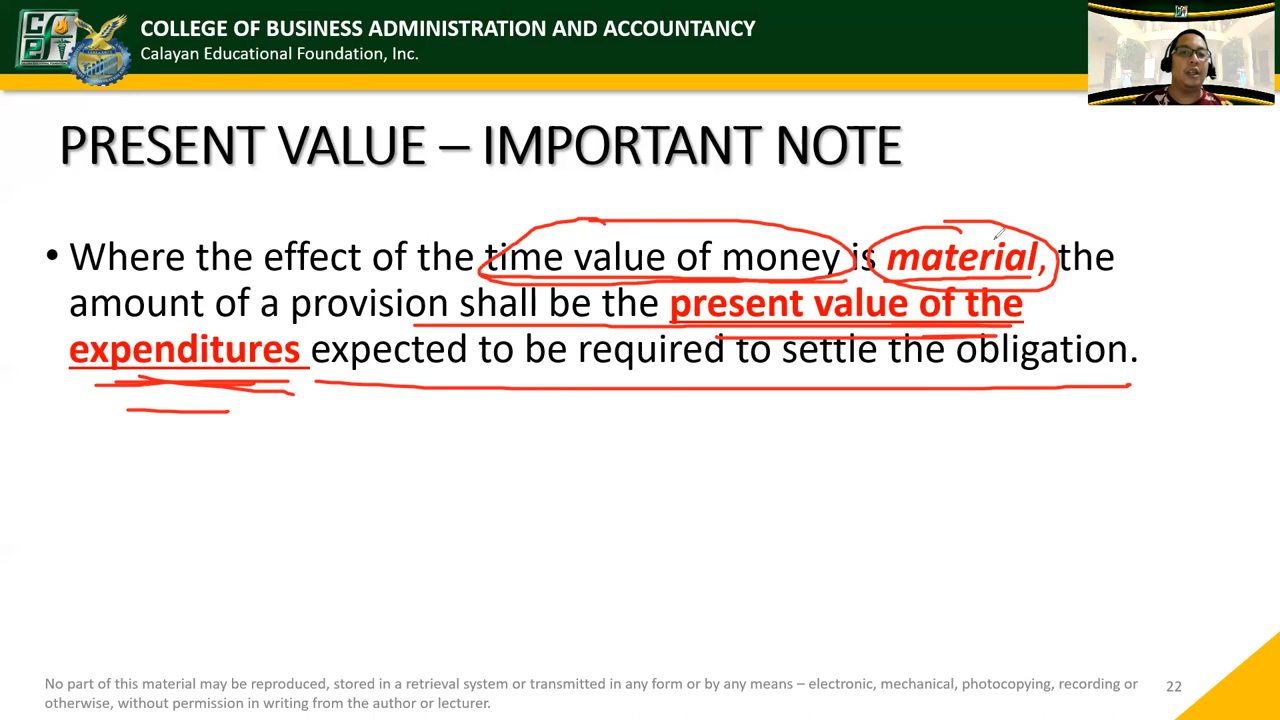 COLLEGE OF BUSINESS ADMINISTRATION AND ACCOUNTANCY
Calayan Educational Foundation, Inc.
PRESENT VALUE – IMPORTANT NOTE
• Where the effect of the time value of money is material, the
amount of a provision shall be the present value of the
expenditures expected to be required to settle the obligation.
No part of this material may be reproduced, stored in a retrieval system or transmitted in any form or by any means – electronic, mechanical, photocopying, recording or
otherwise, without permission in writing from the author or lecturer.
22